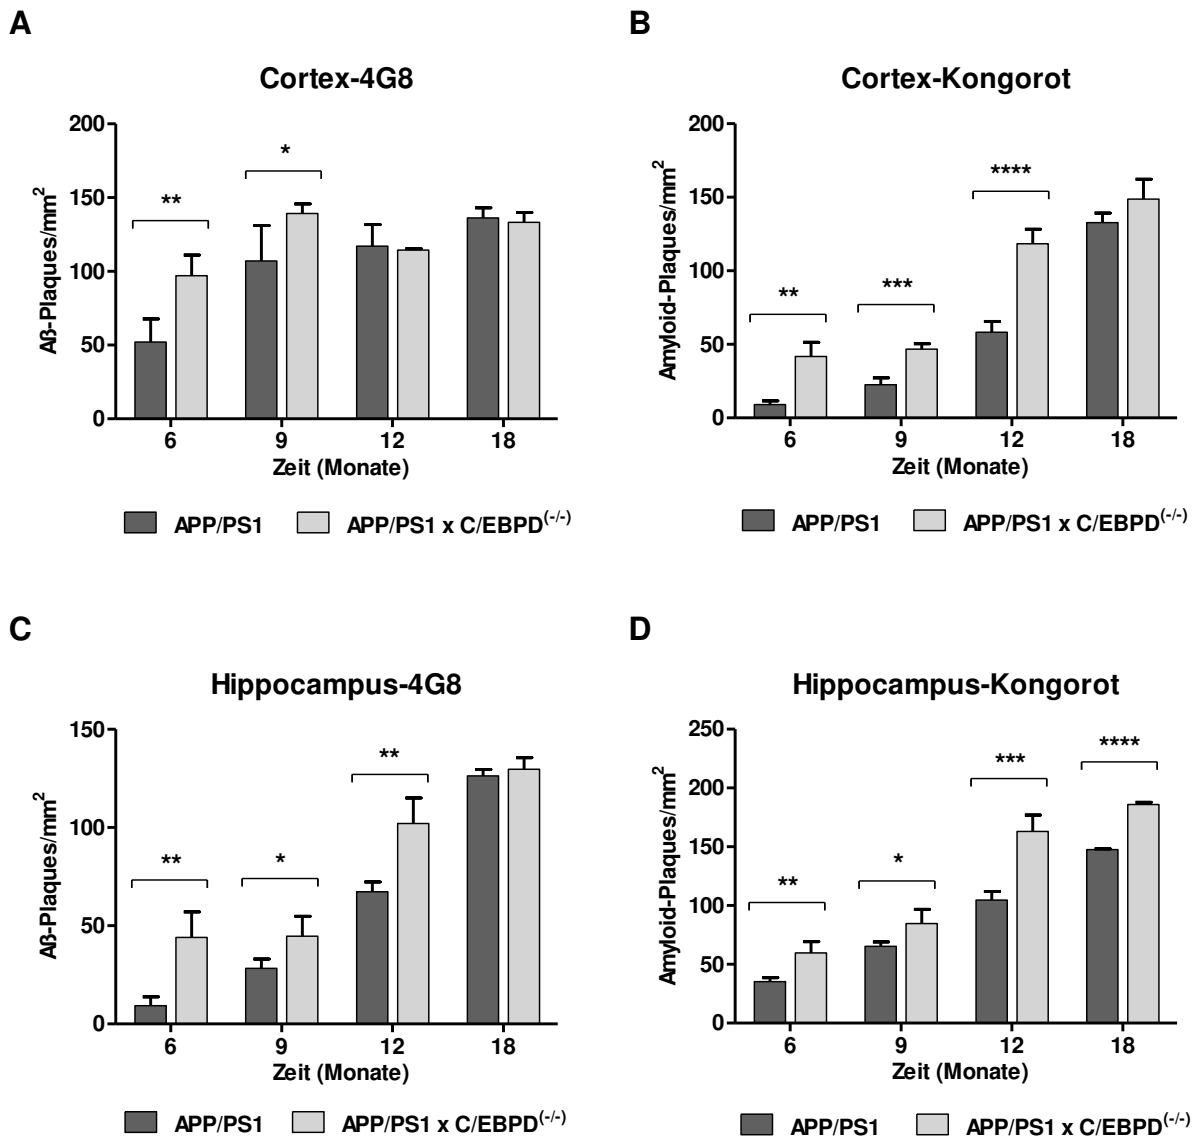 A
Cortex-4G8
Aß-Plaques/mm²
200
150
100
50
0
**
*
6 9 12 18
Zeit (Monate)
APP/PS1 APP/PS1 x C/EBPD(-/-)
B
Cortex-Kongorot
Amyloid-Plaques/mm²
200
150
100
50
0
**
***
****
6 9 12 18
Zeit (Monate)
APP/PS1 APP/PS1 x C/EBPD(-/-)
C
Hippocampus-4G8
Aß-Plaques/mm²
150
100
50
0
**
*
**
6 9 12 18
Zeit (Monate)
APP/PS1 APP/PS1 x C/EBPD(-/-)
D
Hippocampus-Kongorot
Amyloid-Plaques/mm²
250
200
150
100
50
0
**
*
***
****
6 9 12 18
Zeit (Monate)
APP/PS1 APP/PS1 x C/EBPD(-/-)